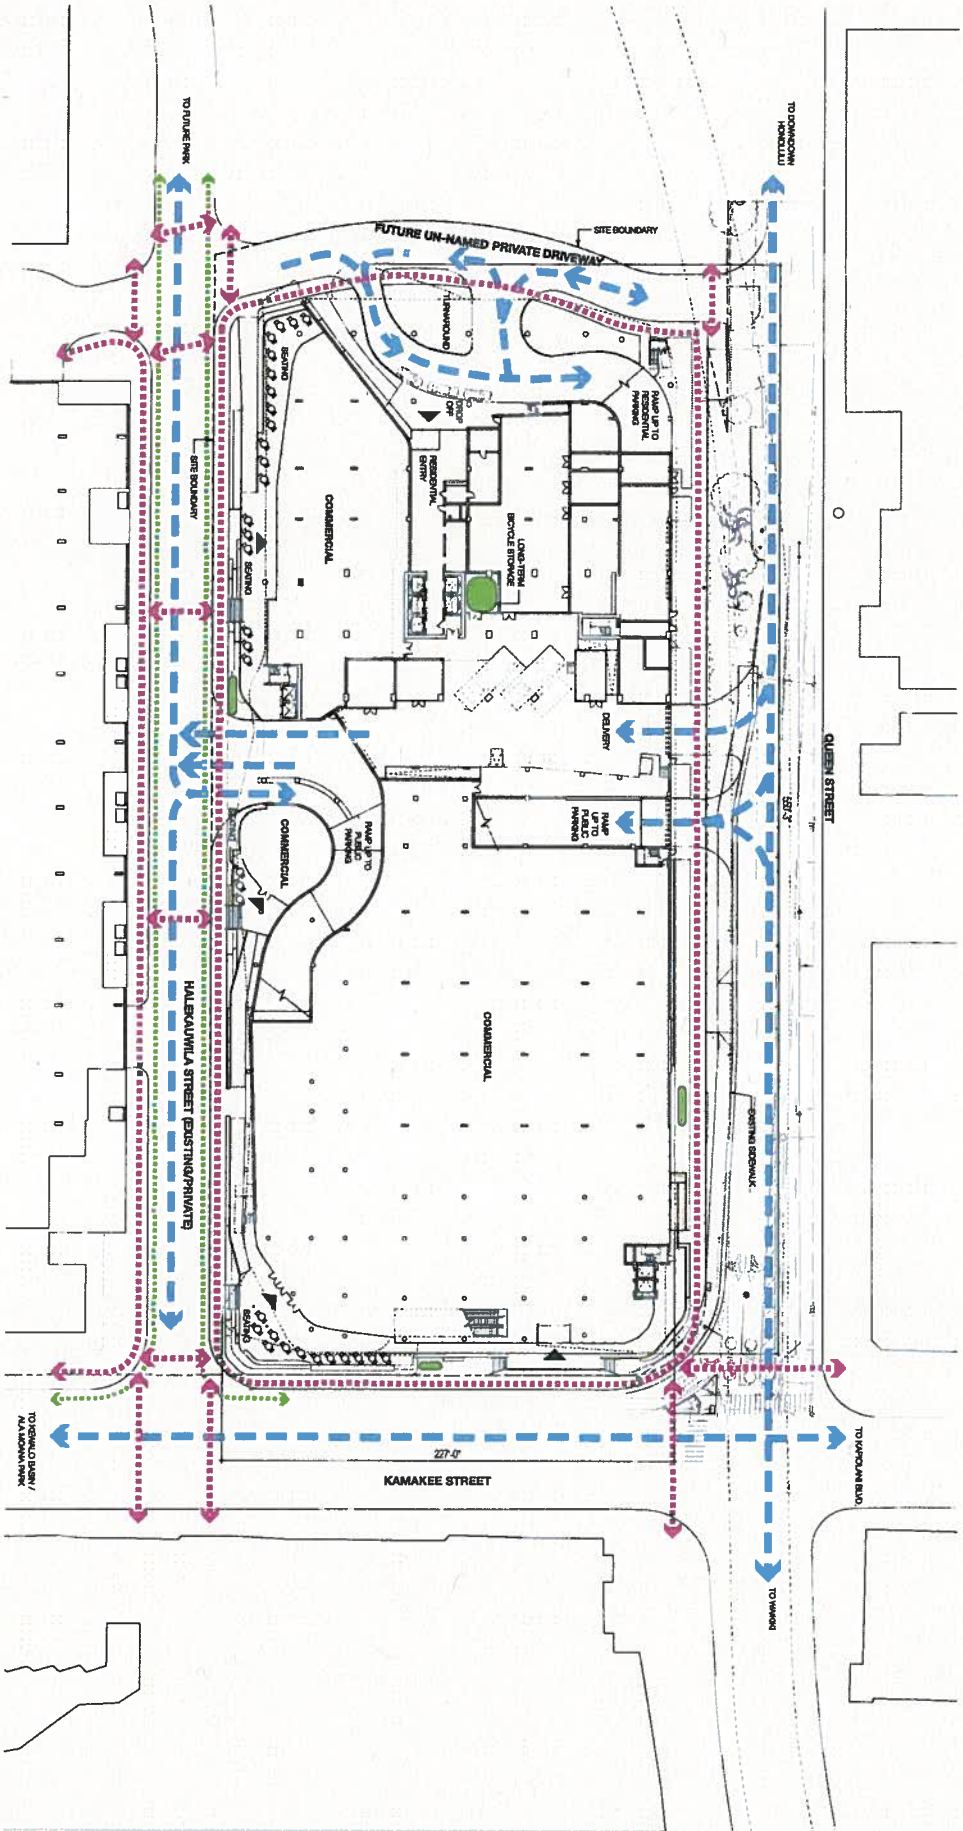 TO FUTURE PARK
TO DOWNDOWN
HONOLULU
SITE BOUNDARY
FUTURE UN-NAMED PRIVATE DRIVEWAY
TURNAROUND
SEATING
DROP
OFF
RAMP UP TO
RESIDENTIAL
PARKING
RESIDENTIAL
ENTRY
SITE BOUNDARY
COMMERCIAL
LONG-TERM
BICYCLE STORAGE
SEATING
DELIVERY
QUEEN STREET
RAMP
UP TO
PUBLIC
PARKING
COMMERCIAL
RAMP UP TO
PUBLIC
PARKING
HALEKAUWILA STREET (EXISTING/PRIVATE)
COMMERCIAL
EXISTING SIDEWALK
SEATING
TO KEWALO BASIN /
ALA MOANA PARK
227'-0"
KAMAKEE STREET
TO KAPIOLANI BLVD.
TO WAIKIKI